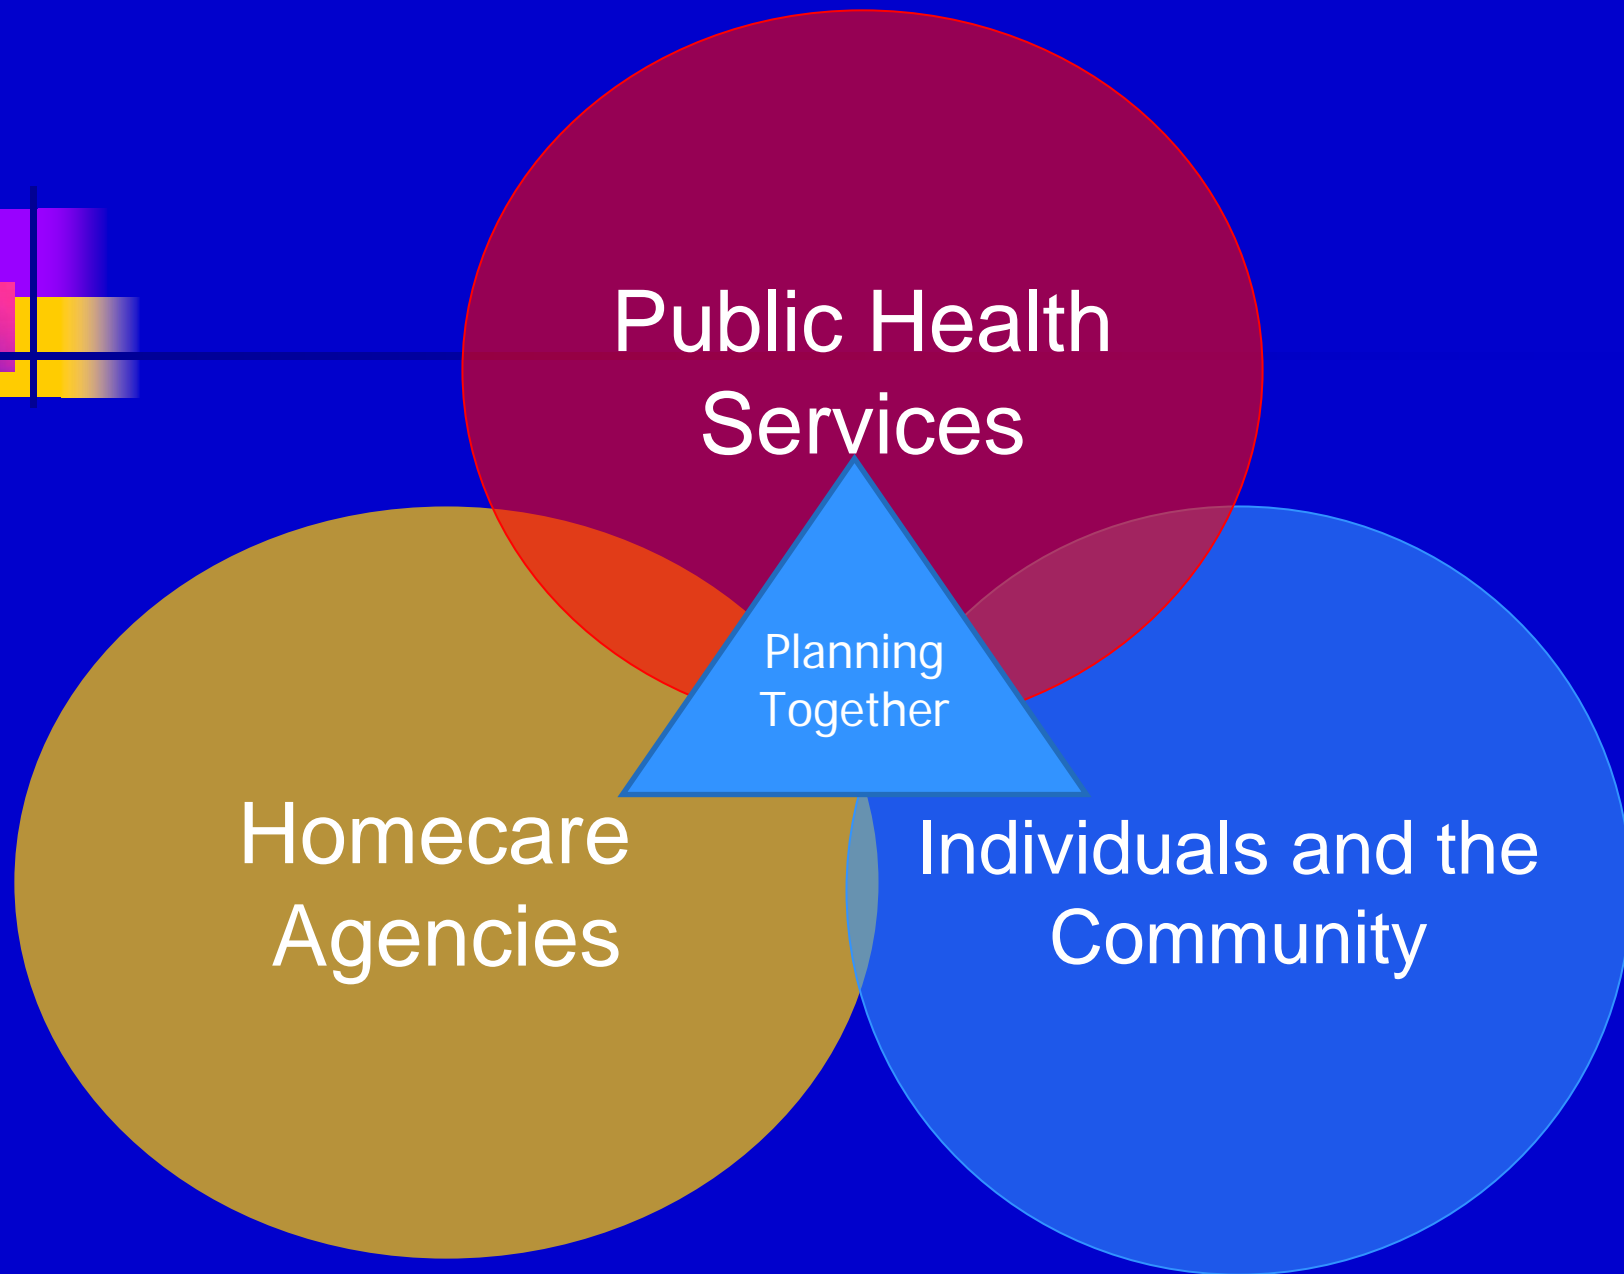 Public Health
Services
Planning
Together
Homecare
Agencies
Individuals and the
Community